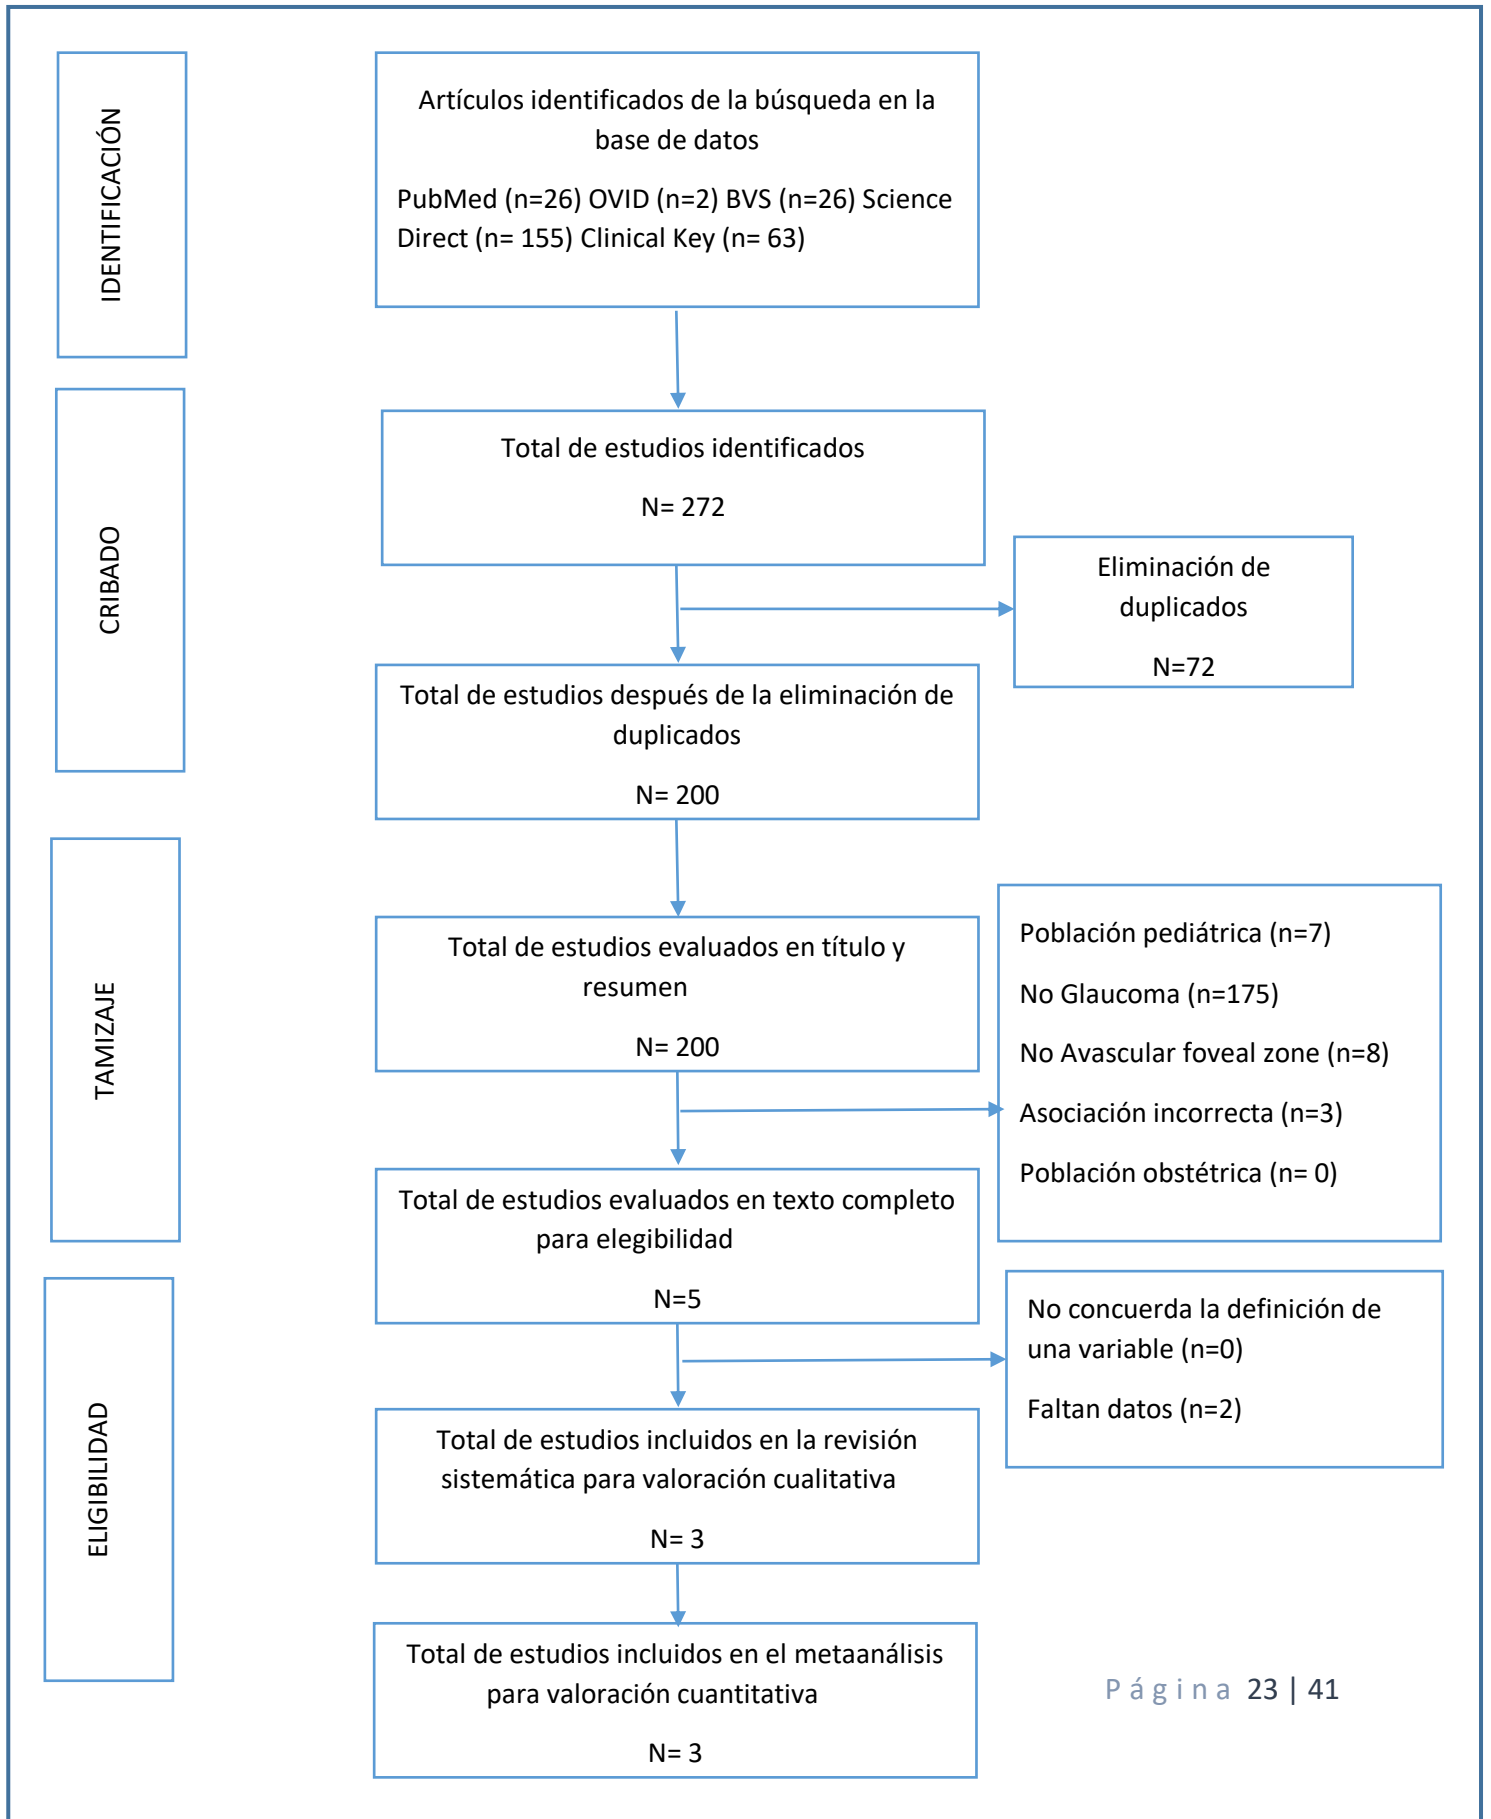 IDENTIFICACIÓN
Artículos identificados de la búsqueda en la
base de datos
PubMed (n=26) OVID (n=2) BVS (n=26) Science
Direct (n= 155) Clinical Key (n= 63)
CRIBADO
Total de estudios identificados
N= 272
Eliminación de
duplicados
N=72
Total de estudios después de la eliminación de
duplicados
N= 200
TAMIZAJE
Total de estudios evaluados en título y
resumen
N= 200
Población pediátrica (n=7)
No Glaucoma (n=175)
No Avascular foveal zone (n=8)
Asociación incorrecta (n=3)
Población obstétrica (n= 0)
Total de estudios evaluados en texto completo
para elegibilidad
N=5
ELIGIBILIDAD
No concuerda la definición de
una variable (n=0)
Faltan datos (n=2)
Total de estudios incluidos en la revisión
sistemática para valoración cualitativa
N= 3
Total de estudios incluidos en el metaanálisis
para valoración cuantitativa
N= 3
Página 23 | 41